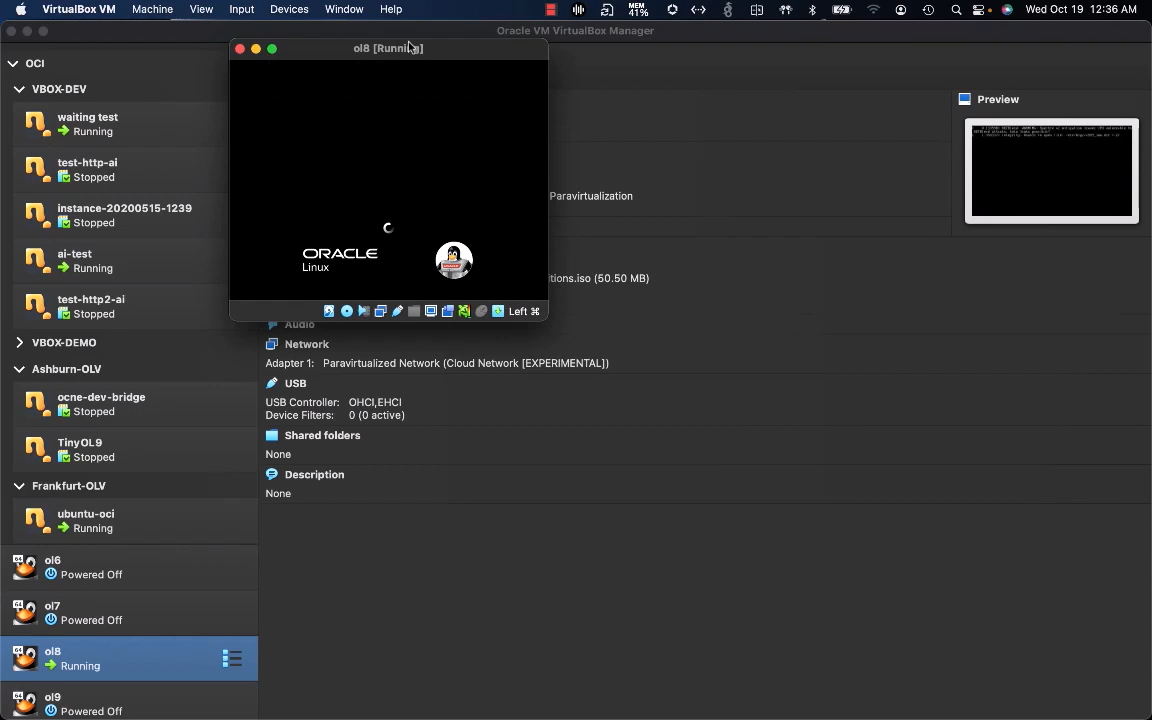 VirtualBox VM Machine View Input Devices Window Help MEM 41% Wed Oct 19 12:36 AM
Oracle VM VirtualBox Manager
ol8 [Running]
OCI
VBOX-DEV
waiting test
Running
test-http-ai
Stopped
instance-20200515-1239
Stopped
ai-test
Running
test-http2-ai
Stopped
VBOX-DEMO
Ashburn-OLV
ocne-dev-bridge
Stopped
TinyOL9
Stopped
Frankfurt-OLV
ubuntu-oci
Running
ol6
Powered Off
ol7
Powered Off
ol8
Running
ol9
Powered Off
ORACLE
Linux
Left ⌘
Preview
Paravirtualization
itions.iso (50.50 MB)
Audio
Network
Adapter 1: Paravirtualized Network (Cloud Network [EXPERIMENTAL])
USB
USB Controller: OHCI,EHCI
Device Filters: 0 (0 active)
Shared folders
None
Description
None